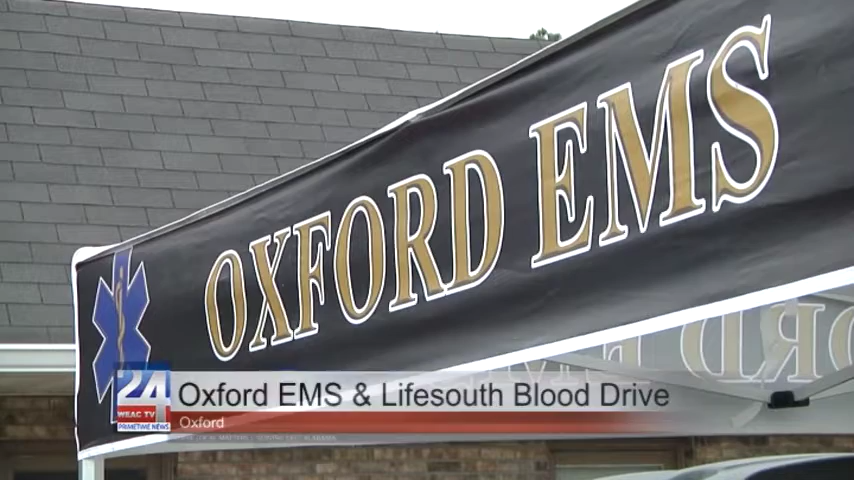 OXFORD EMS
24
WEAC TV
PRIMETIME NEWS
Oxford EMS & Lifesouth Blood Drive
Oxford